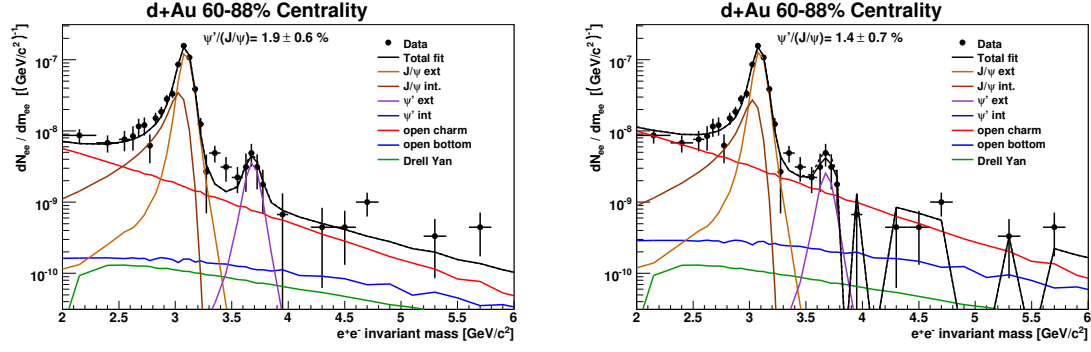 d+Au 60-88% Centrality
ψ'/(J/ψ)= 1.9 ± 0.6 %
dN_ee / dm_ee [(GeV/c²)]⁻¹
10⁻⁷
10⁻⁸
10⁻⁹
10⁻¹⁰
Data
Total fit
J/ψ ext
J/ψ int.
ψ' ext
ψ' int
open charm
open bottom
Drell Yan
2 2.5 3 3.5 4 4.5 5 5.5 6
e⁺e⁻ invariant mass [GeV/c²]
d+Au 60-88% Centrality
ψ'/(J/ψ)= 1.4 ± 0.7 %
dN_ee / dm_ee [(GeV/c²)]⁻¹
10⁻⁷
10⁻⁸
10⁻⁹
10⁻¹⁰
Data
Total fit
J/ψ ext
J/ψ int.
ψ' ext
ψ' int
open charm
open bottom
Drell Yan
2 2.5 3 3.5 4 4.5 5 5.5 6
e⁺e⁻ invariant mass [GeV/c²]